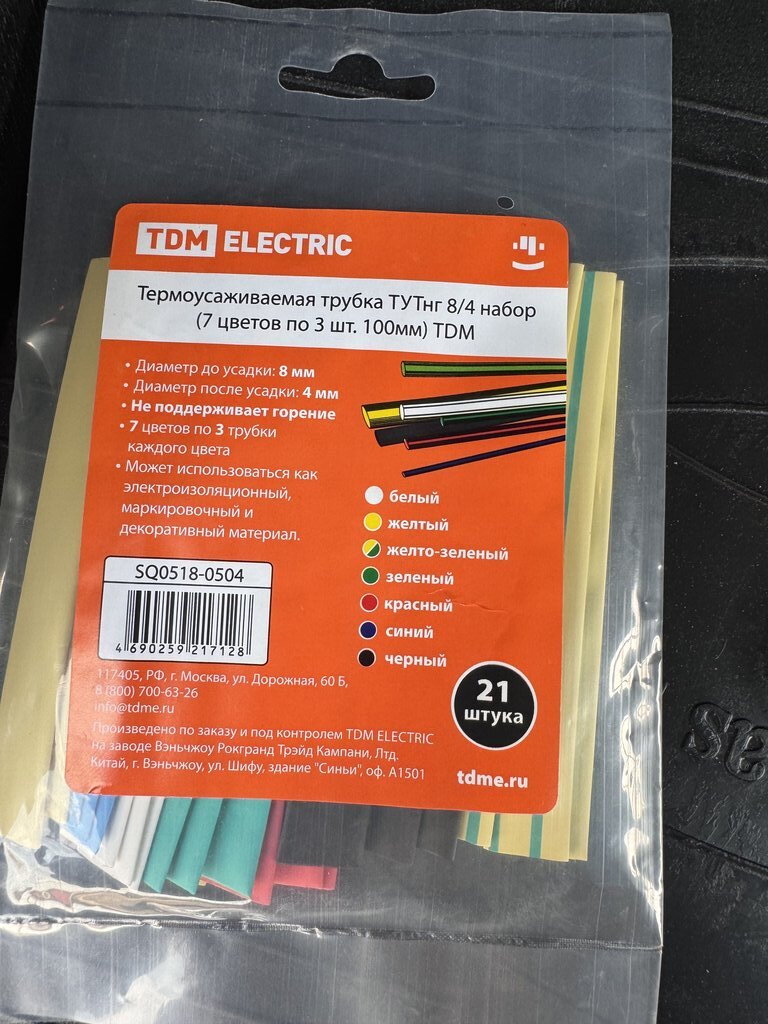 TDM ELECTRIC
Термоусаживаемая трубка ТУТнг 8/4 набор
(7 цветов по 3 шт. 100мм) TDM
• Диаметр до усадки: 8 мм
• Диаметр после усадки: 4 мм
• Не поддерживает горение
• 7 цветов по 3 трубки
каждого цвета
• Может использоваться как
электроизоляционный,
маркировочный и
декоративный материал.
белый
желтый
желто-зеленый
зеленый
красный
синий
черный
SQ0518-0504
4 690259 217128
21
штука
117405, РФ, г. Москва, ул. Дорожная, 60 Б,
8 (800) 700-63-26
info@tdme.ru
Произведено по заказу и под контролем TDM ELECTRIC
на заводе Вэньчжоу Рокгранд Трэйд Кампани, Лтд.
Китай, г. Вэньчжоу, ул. Шифу, здание "Синьи", оф. А1501
tdme.ru